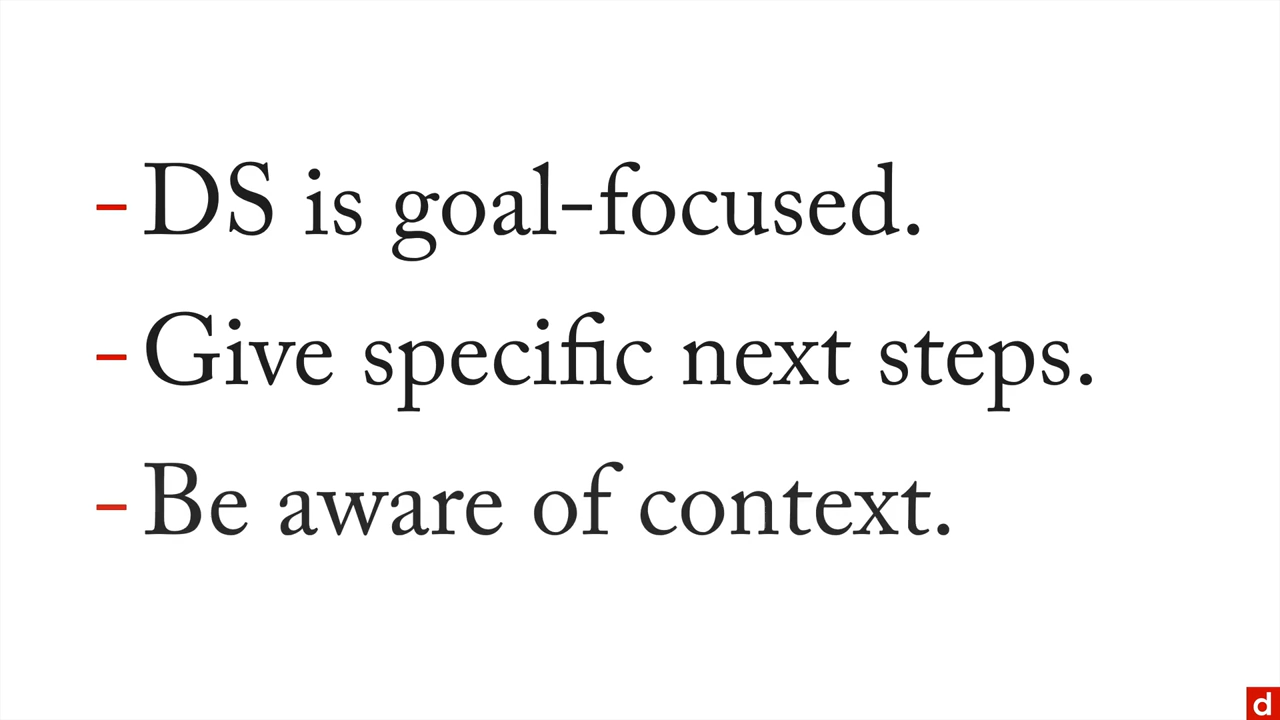 - DS is goal-focused.
- Give specific next steps.
- Be aware of context.
d